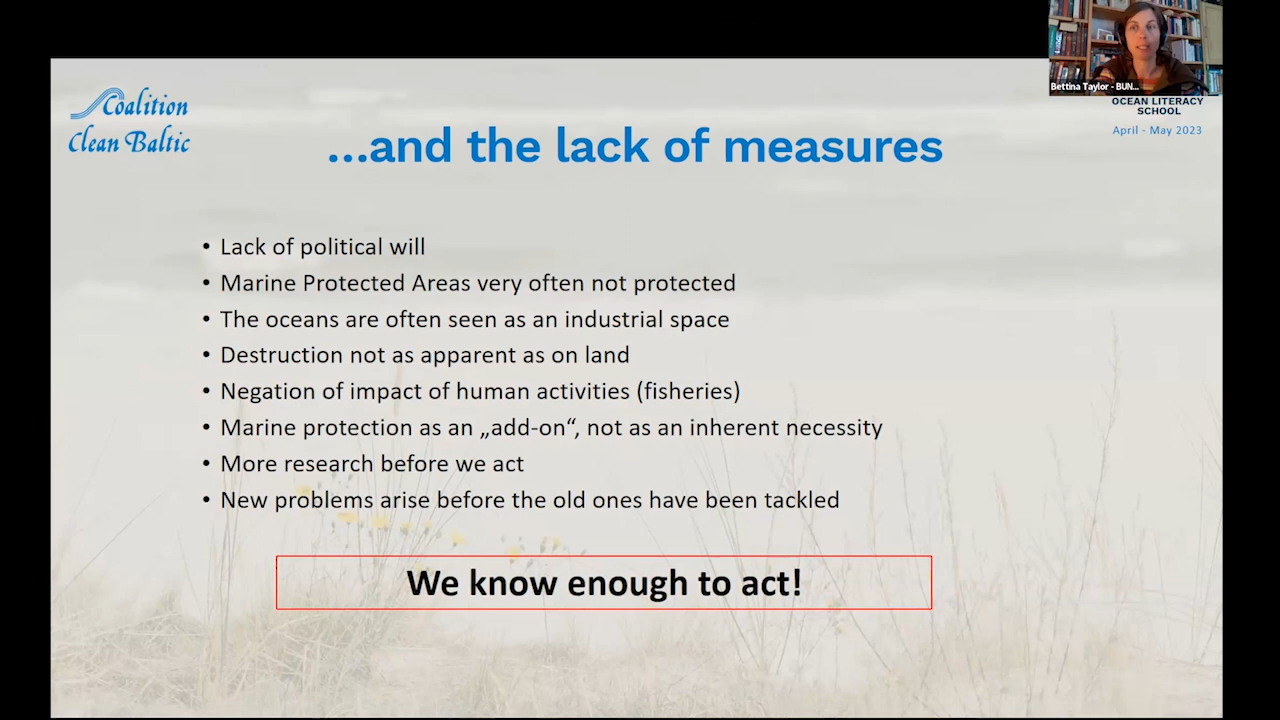 Bettina Taylor - BUN...
Coalition
Clean Baltic
OCEAN LITERACY
SCHOOL
April - May 2023
...and the lack of measures
• Lack of political will
• Marine Protected Areas very often not protected
• The oceans are often seen as an industrial space
• Destruction not as apparent as on land
• Negation of impact of human activities (fisheries)
• Marine protection as an „add-on“, not as an inherent necessity
• More research before we act
• New problems arise before the old ones have been tackled
We know enough to act!